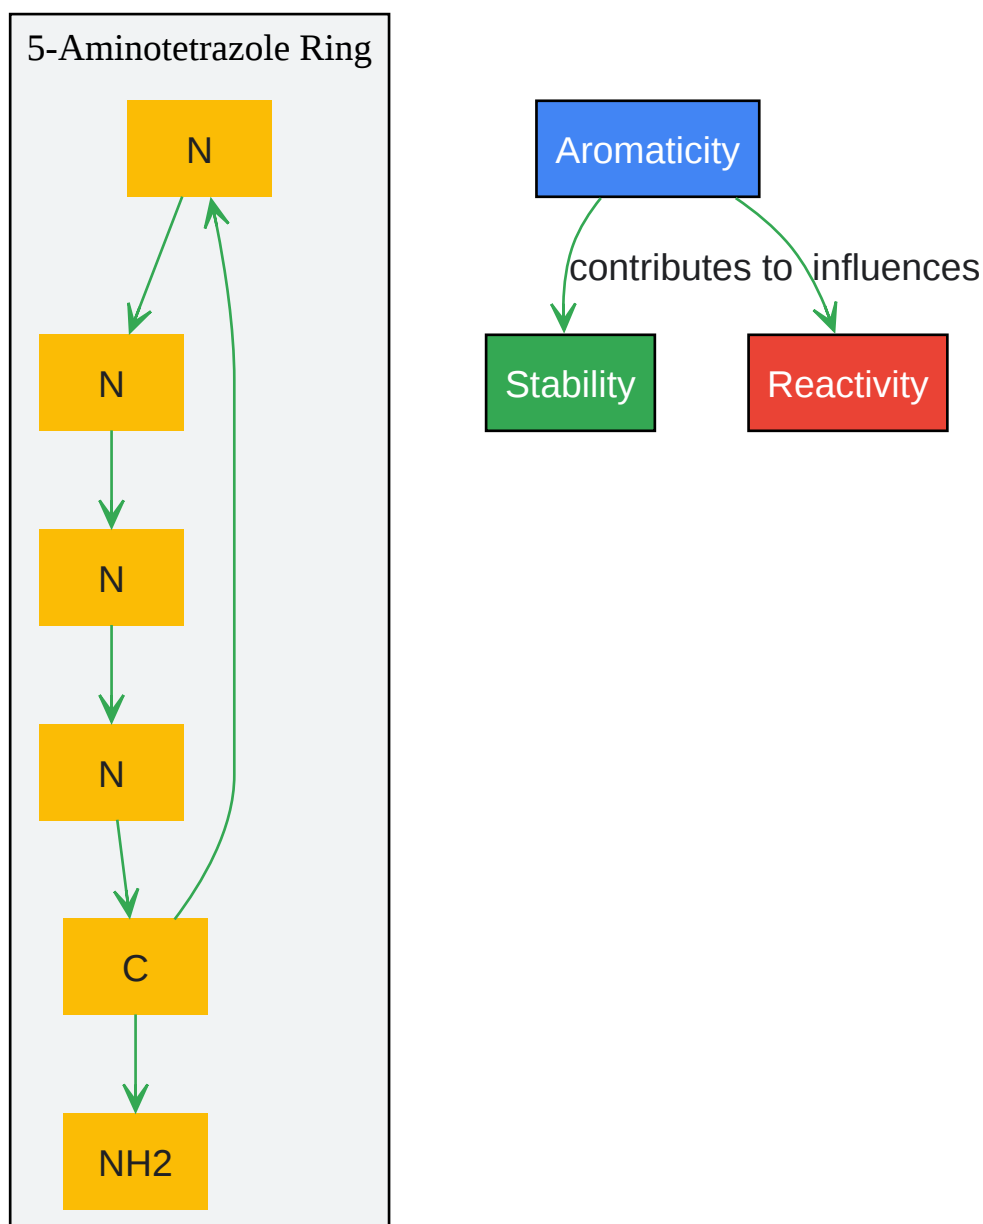 5-Aminotetrazole Ring
N
N
N
N
C
NH2
Aromaticity
contributes to
influences
Stability
Reactivity